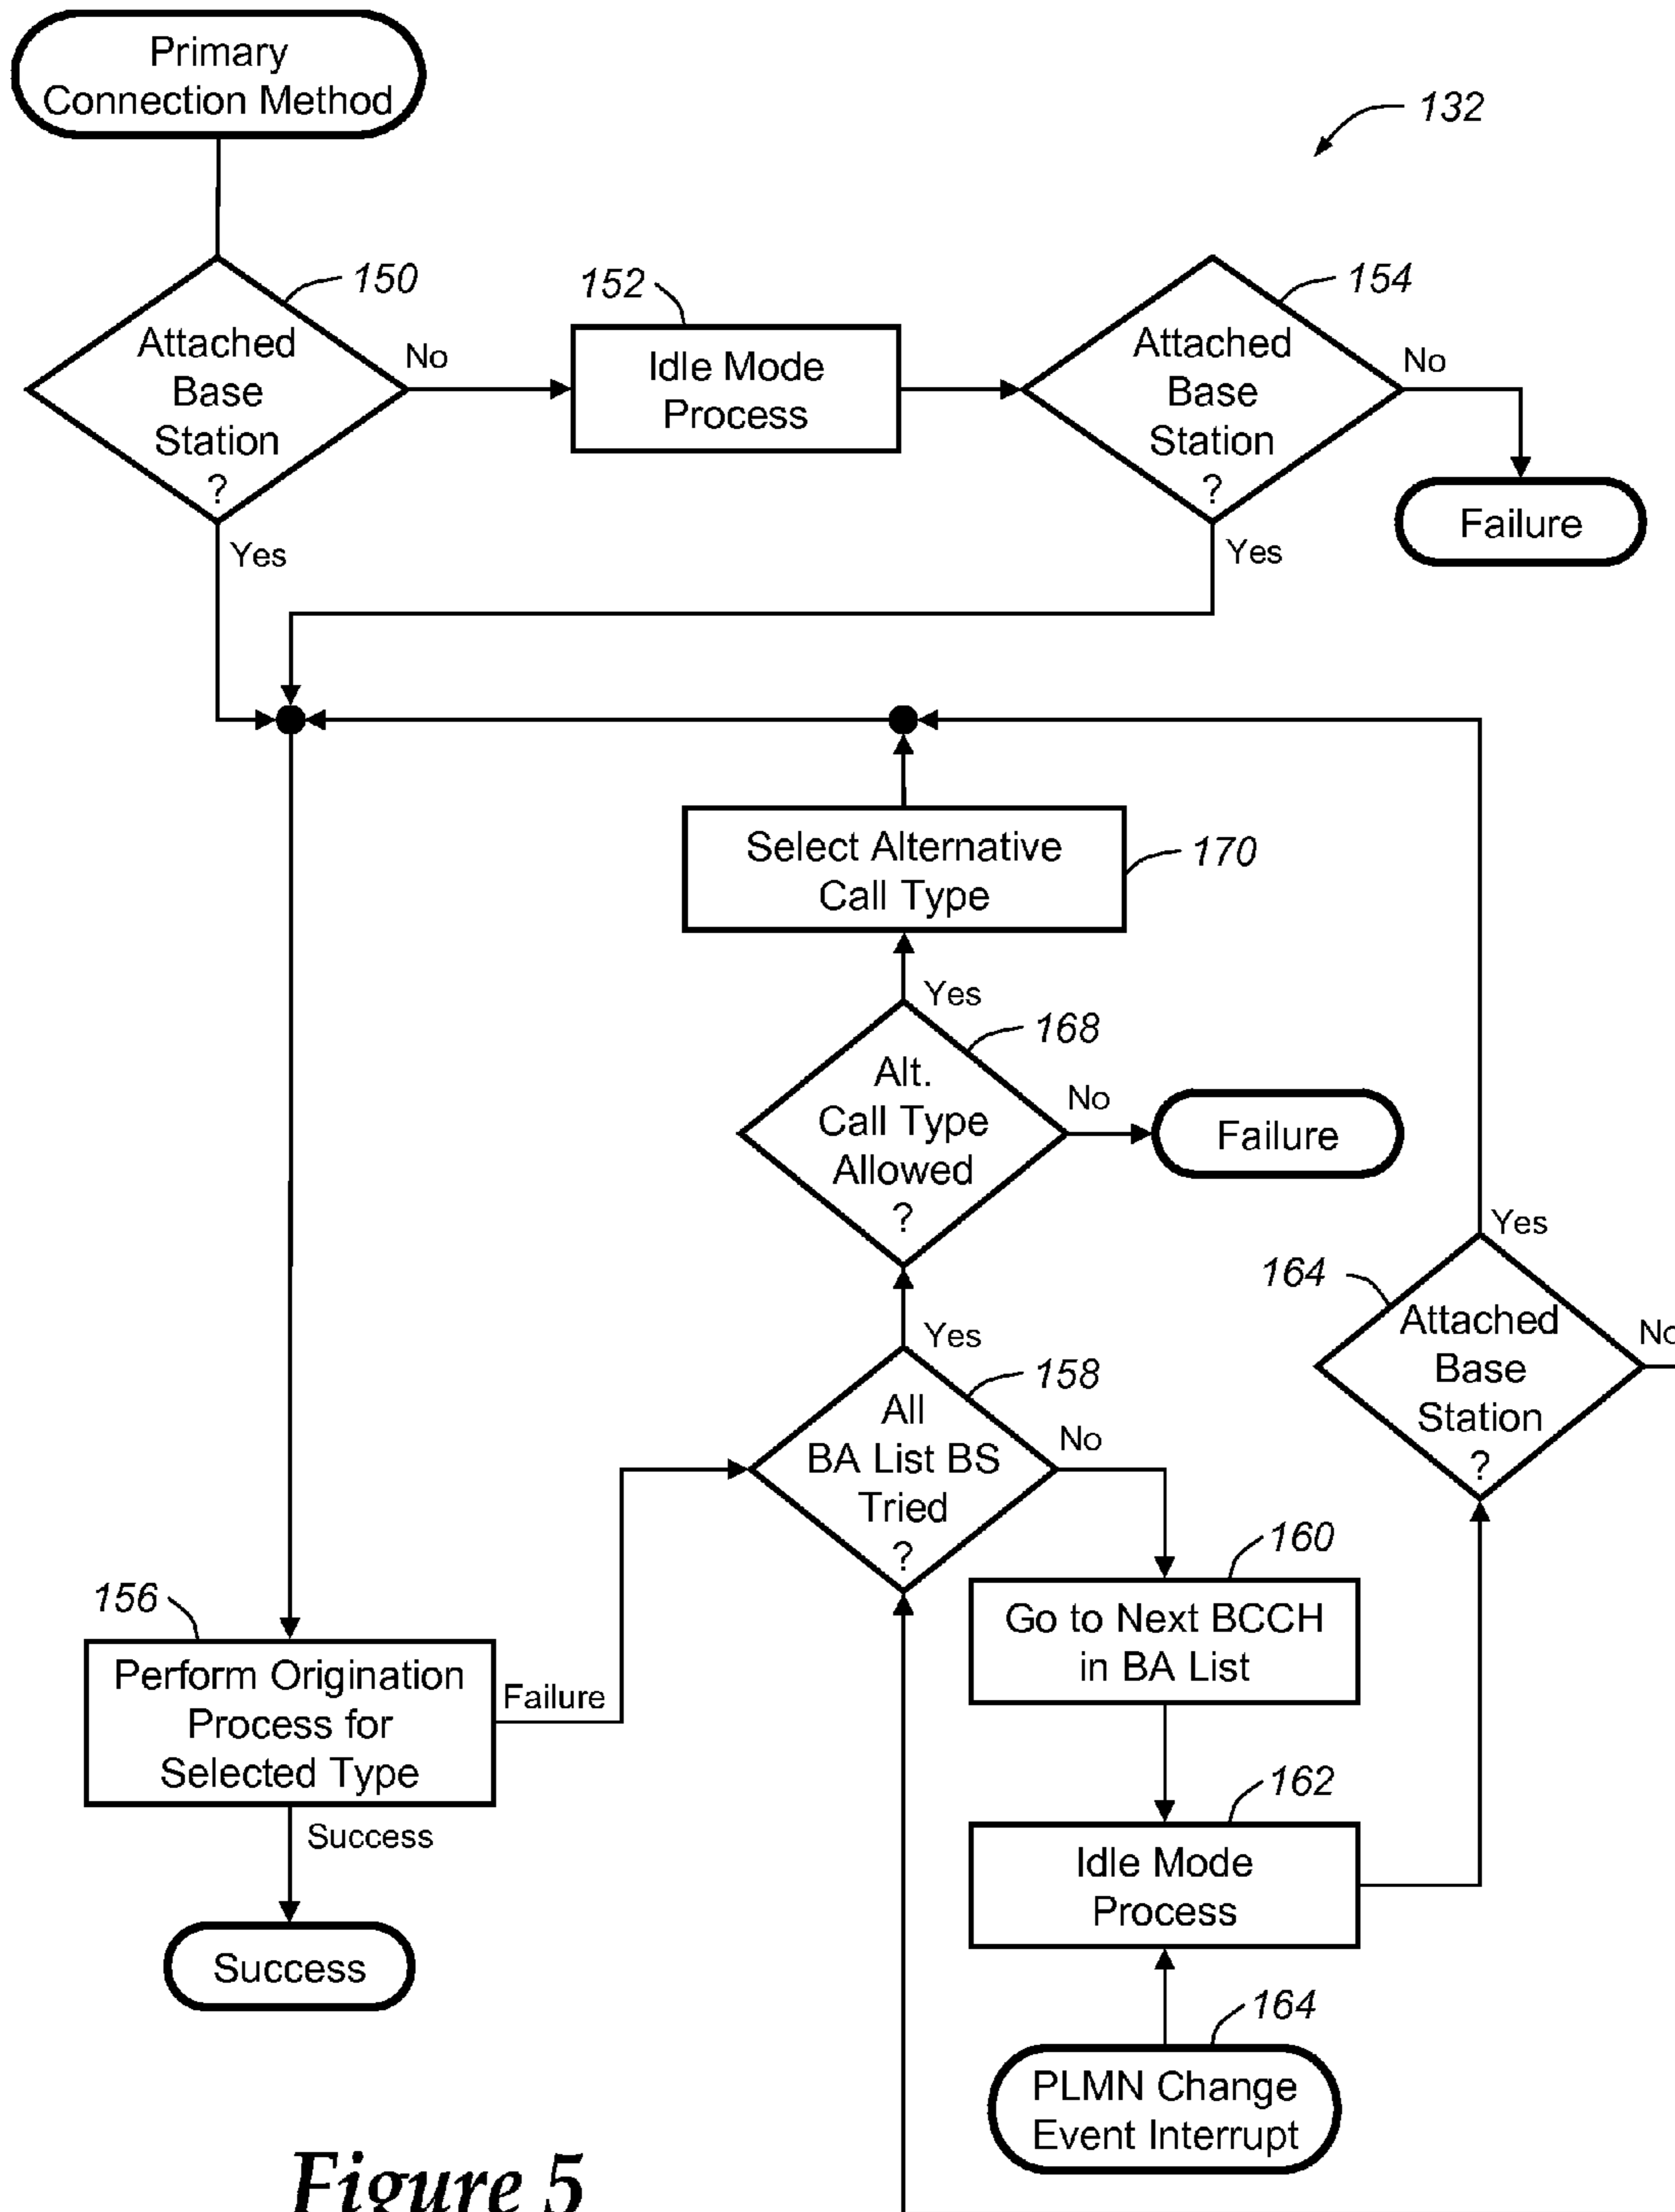 Primary
Connection Method
132
150
Attached
Base
Station
?
No
Yes
152
Idle Mode
Process
154
Attached
Base
Station
?
No
Yes
Failure
Select Alternative
Call Type
170
Yes
168
Alt.
Call Type
Allowed
?
No
Failure
Yes
164
Attached
Base
Station
?
No
Yes
158
All
BA List BS
Tried
?
No
160
Go to Next BCCH
in BA List
156
Perform Origination
Process for
Selected Type
Failure
Success
Success
162
Idle Mode
Process
164
PLMN Change
Event Interrupt
Figure 5